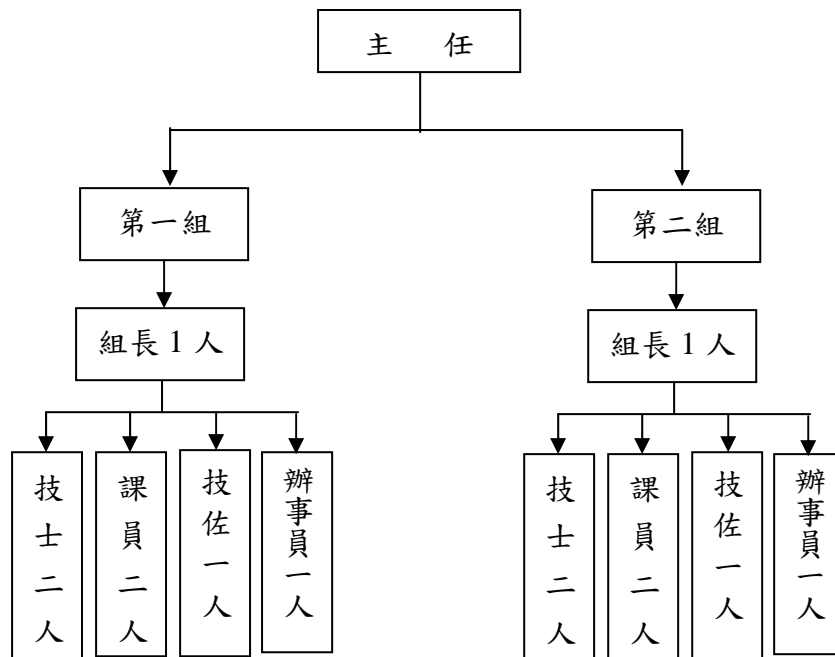 主 任
第一組
第二組
組長 1 人
組長 1 人
技士二人
課員二人
技佐一人
辦事員一人
技士二人
課員二人
技佐一人
辦事員一人